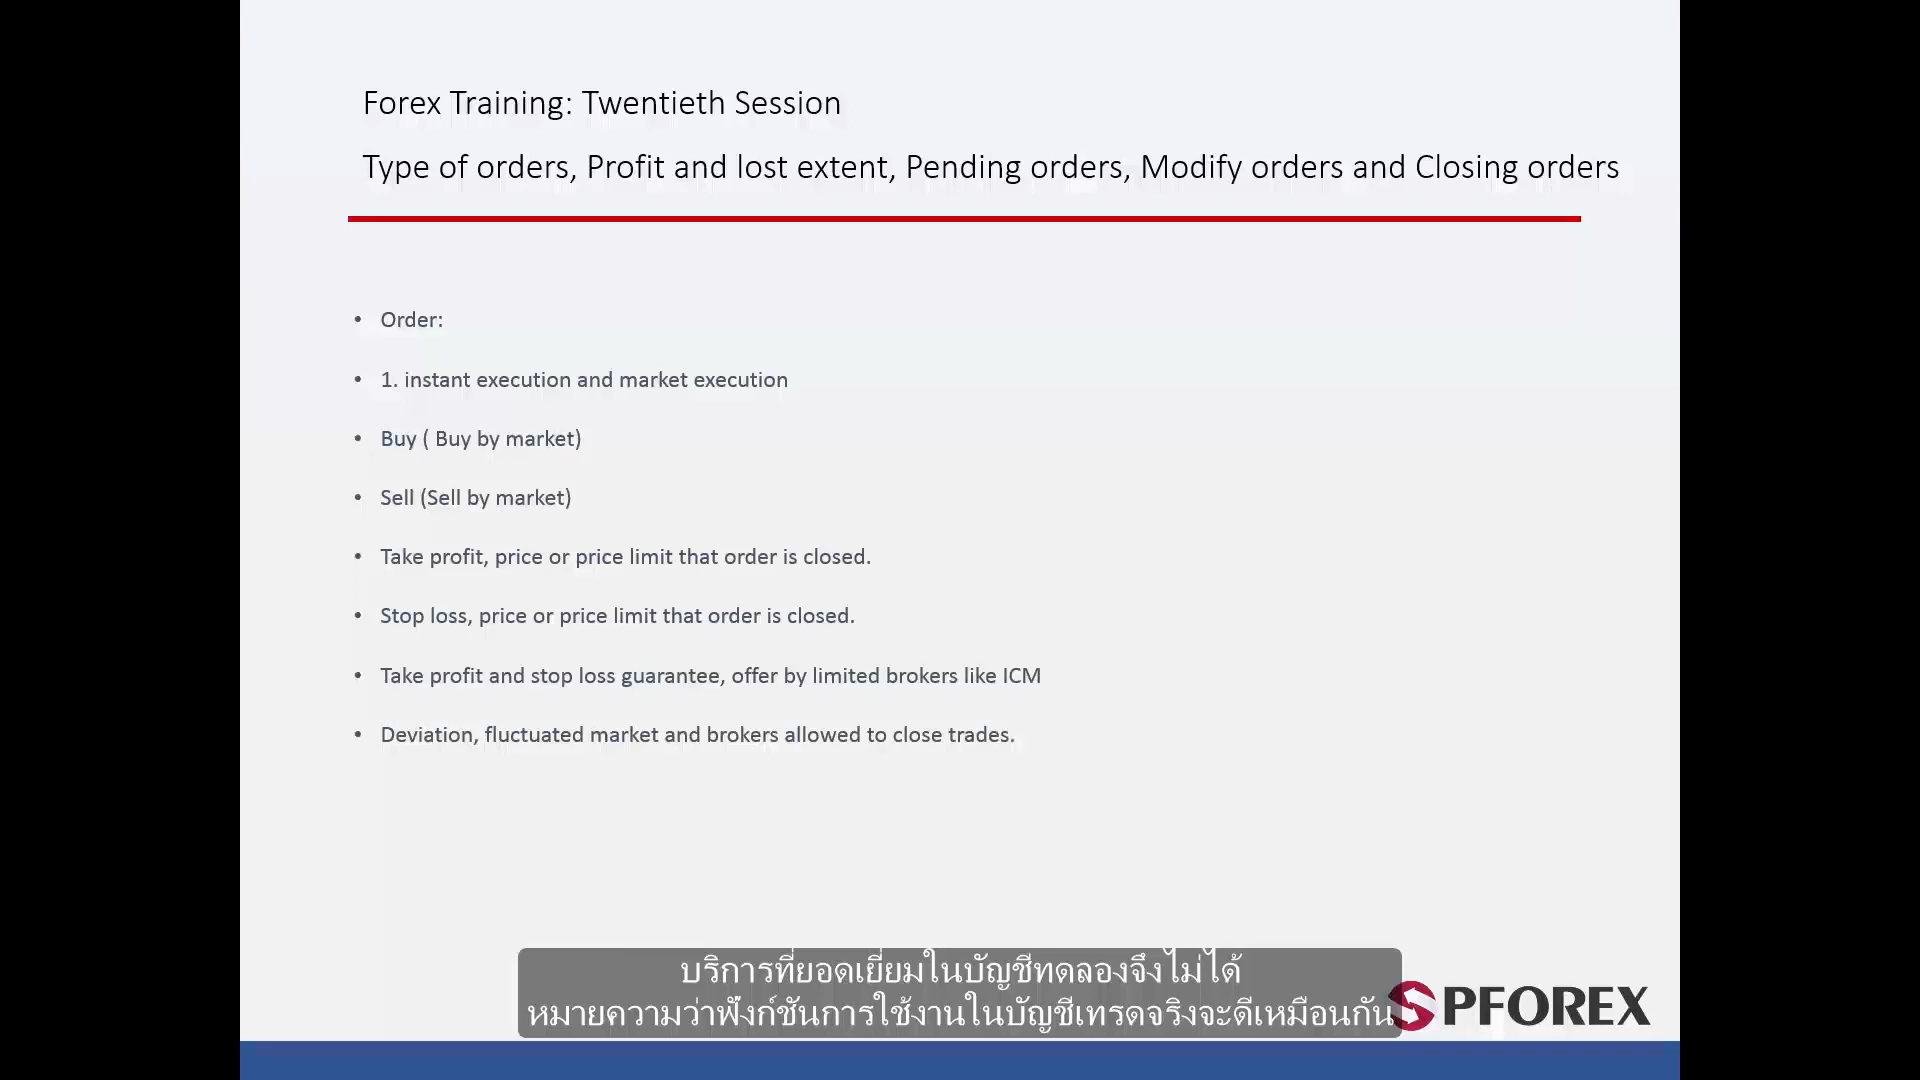 Forex Training: Twentieth Session
Type of orders, Profit and lost extent, Pending orders, Modify orders and Closing orders
• Order:
• 1. instant execution and market execution
• Buy ( Buy by market)
• Sell (Sell by market)
• Take profit, price or price limit that order is closed.
• Stop loss, price or price limit that order is closed.
• Take profit and stop loss guarantee, offer by limited brokers like ICM
• Deviation, fluctuated market and brokers allowed to close trades.
บริการที่ยอดเยี่ยมในบัญชีทดลองจึงไม่ได้
หมายความว่าฟังก์ชันการใช้งานในบัญชีเทรดจริงจะดีเหมือนกัน
SPFOREX